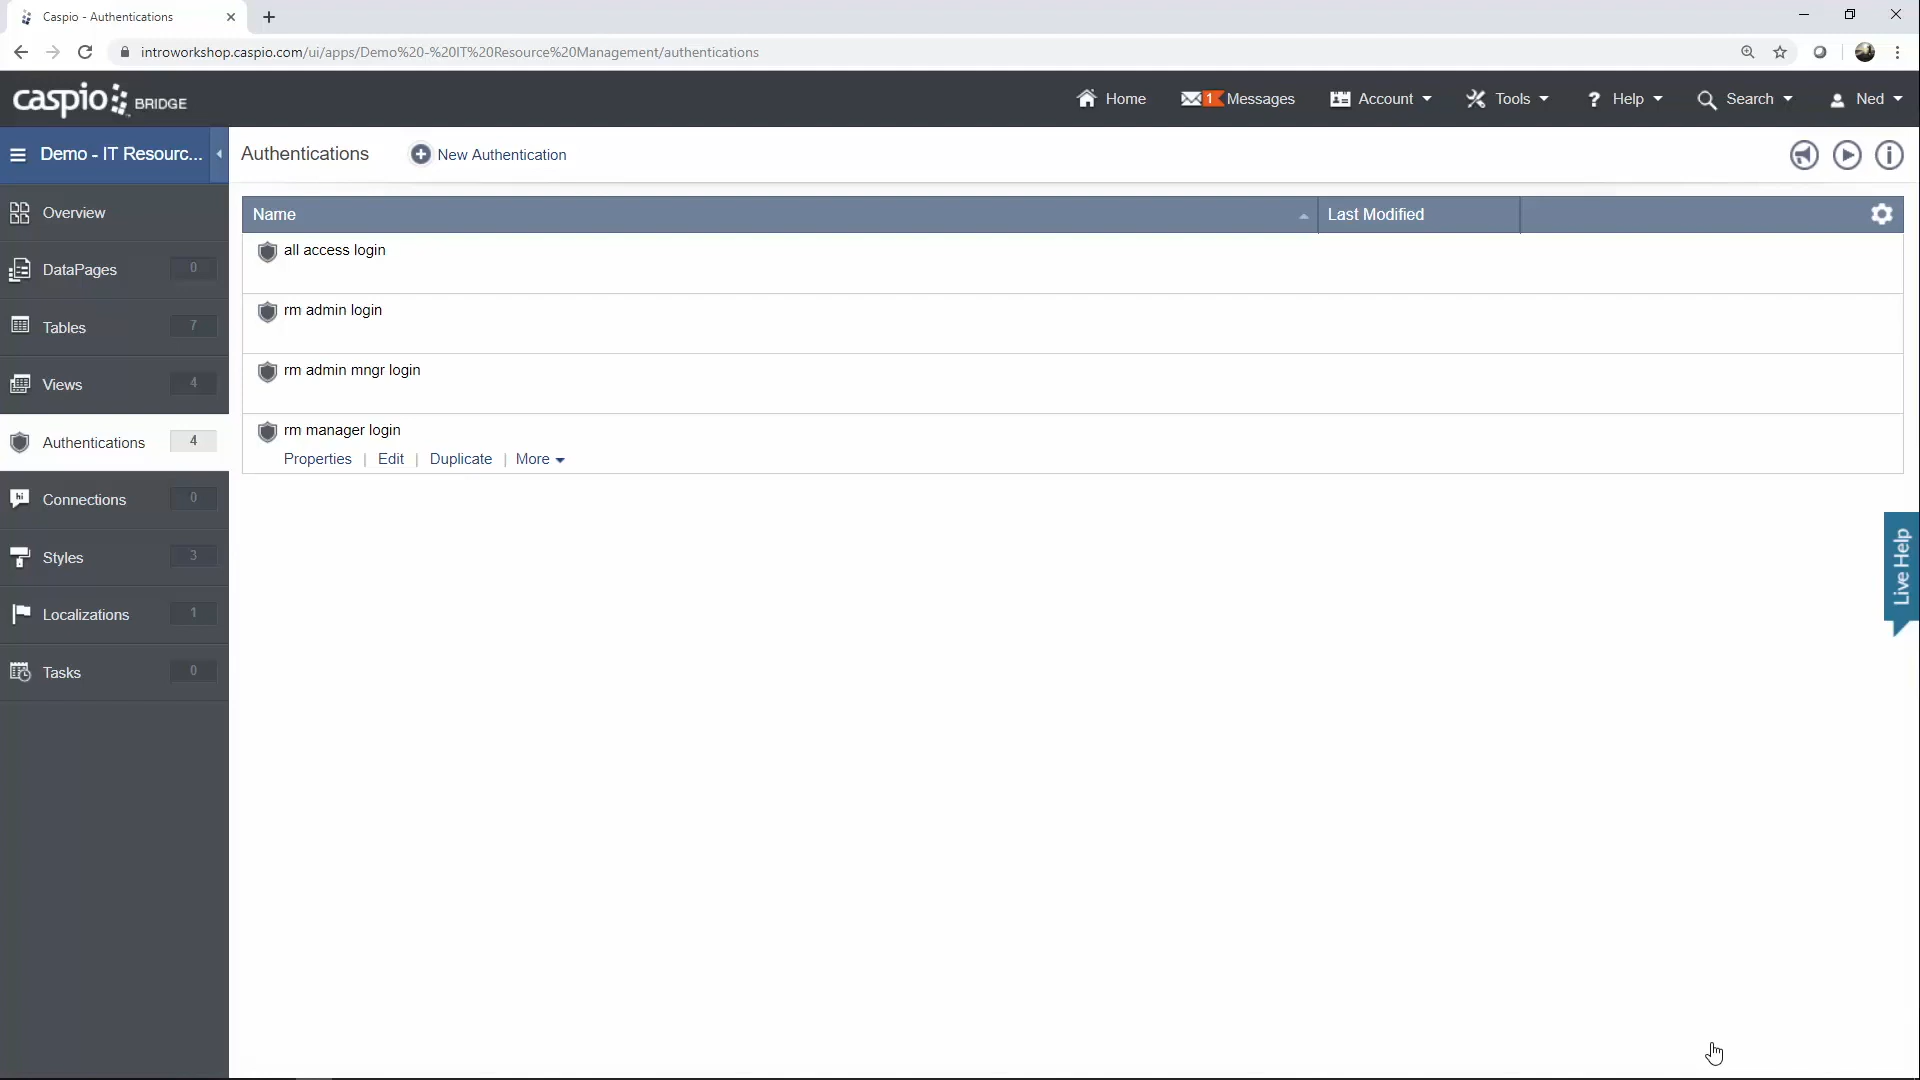 Caspio - Authentications
introworkshop.caspio.com/ui/apps/Demo%20-%20IT%20Resource%20Management/authentications
caspio BRIDGE
Home
1 Messages
Account
Tools
? Help
Search
Ned
Demo - IT Resourc...
Authentications
New Authentication
Overview
DataPages 0
Tables 7
Views 4
Authentications 4
hi Connections 0
Styles 3
Localizations 1
Tasks 0
Name
Last Modified
all access login
rm admin login
rm admin mngr login
rm manager login
Properties | Edit | Duplicate | More
Live Help